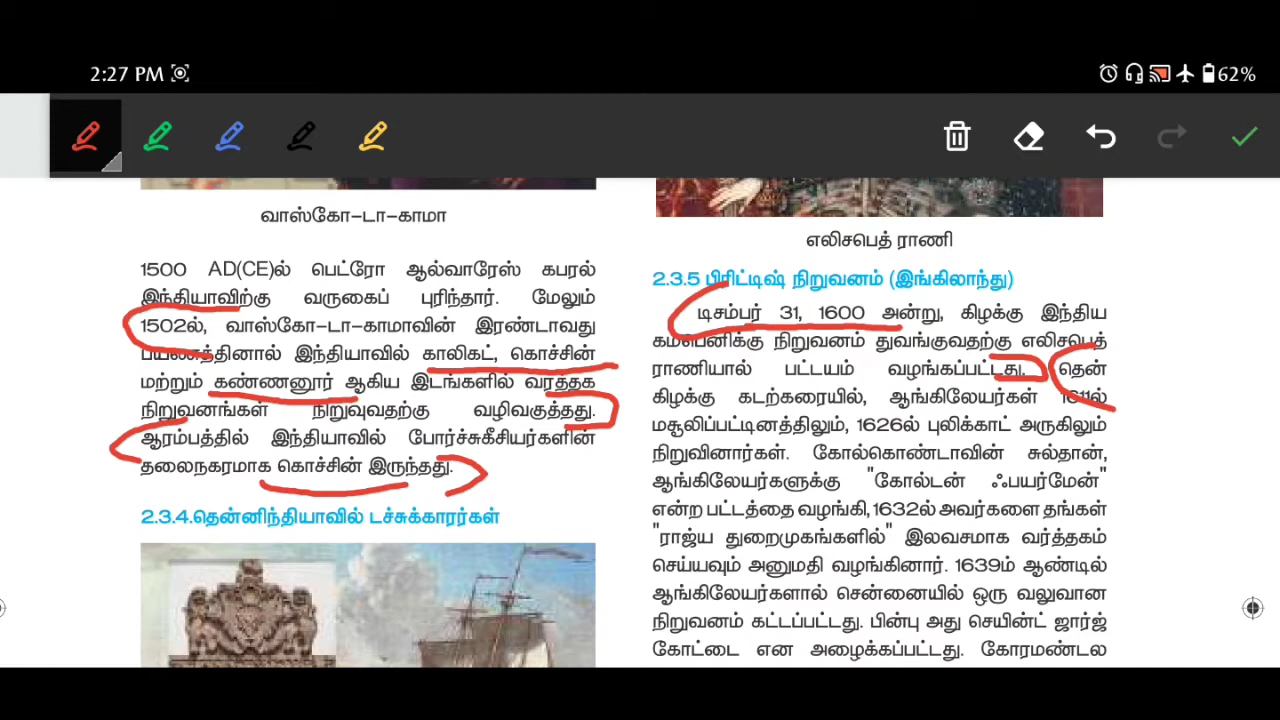 2:27 PM
62%
வாஸ்கோ-டா-காமா
1500 AD(CE)ல் பெட்ரோ ஆல்வாரேஸ் கபரல்
இந்தியாவிற்கு வருகைப் புரிந்தார். மேலும்
1502ல், வாஸ்கோ-டா-காமாவின் இரண்டாவது
பயணத்தினால் இந்தியாவில் காலிகட், கொச்சின்
மற்றும் கண்ணனூர் ஆகிய இடங்களில் வர்த்தக
நிறுவனங்கள் நிறுவுவதற்கு வழிவகுத்தது.
ஆரம்பத்தில் இந்தியாவில் போர்ச்சுகீசியர்களின்
தலைநகரமாக கொச்சின் இருந்தது.
2.3.4.தென்னிந்தியாவில் டச்சுக்காரர்கள்
எலிசபெத் ராணி
2.3.5 பிரிட்டிஷ் நிறுவனம் (இங்கிலாந்து)
டிசம்பர் 31, 1600 அன்று, கிழக்கு இந்திய
கம்பெனிக்கு நிறுவனம் துவங்குவதற்கு எலிசபெத்
ராணியால் பட்டயம் வழங்கப்பட்டது. தென்
கிழக்கு கடற்கரையில், ஆங்கிலேயர்கள் 1611ல்
மசூலிப்பட்டினத்திலும், 1626ல் புலிக்காட் அருகிலும்
நிறுவினார்கள். கோல்கொண்டாவின் சுல்தான்,
ஆங்கிலேயர்களுக்கு "கோல்டன் ஃபயர்மேன்"
என்ற பட்டத்தை வழங்கி, 1632ல் அவர்களை தங்கள்
"ராஜ்ய துறைமுகங்களில்" இலவசமாக வர்த்தகம்
செய்யவும் அனுமதி வழங்கினார். 1639ம் ஆண்டில்
ஆங்கிலேயர்களால் சென்னையில் ஒரு வலுவான
நிறுவனம் கட்டப்பட்டது. பின்பு அது செயின்ட் ஜார்ஜ்
கோட்டை என அழைக்கப்பட்டது. கோரமண்டல